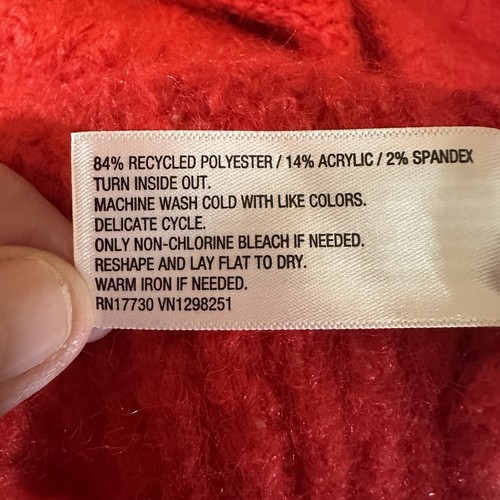 84% RECYCLED POLYESTER / 14% ACRYLIC / 2% SPANDEX
TURN INSIDE OUT.
MACHINE WASH COLD WITH LIKE COLORS.
DELICATE CYCLE.
ONLY NON-CHLORINE BLEACH IF NEEDED.
RESHAPE AND LAY FLAT TO DRY.
WARM IRON IF NEEDED.
RN17730 VN1298251